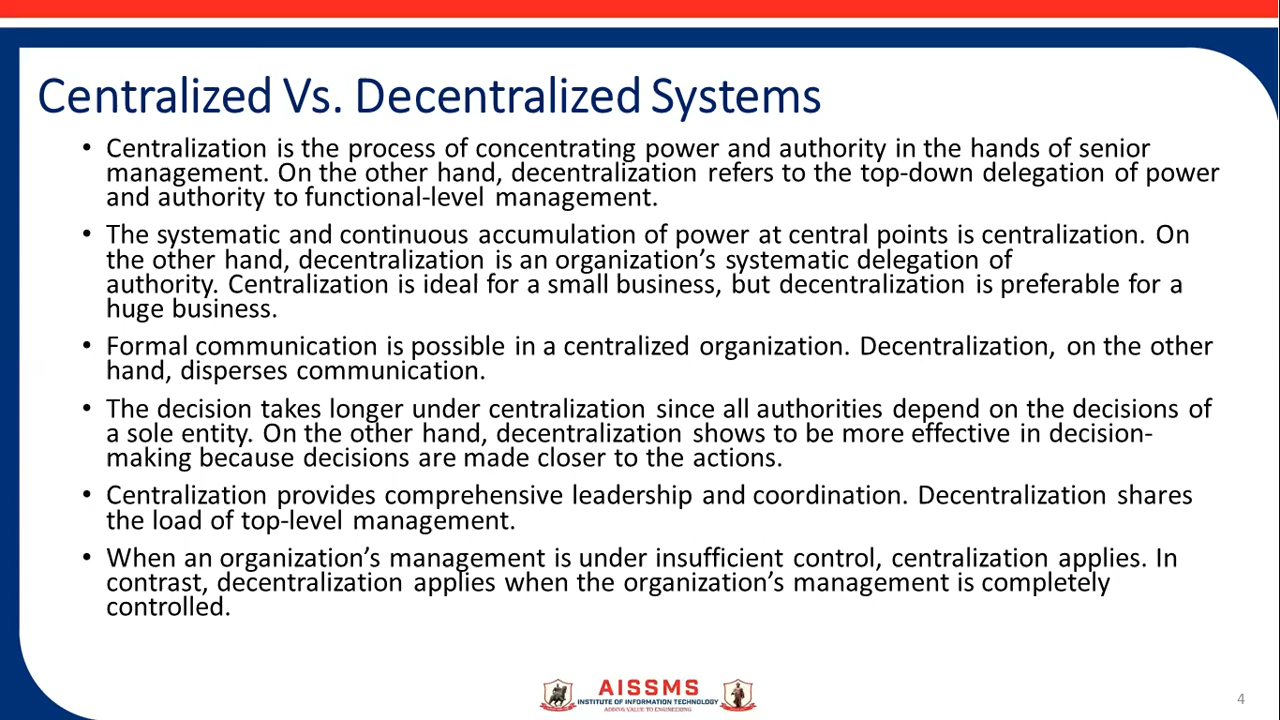 Centralized Vs. Decentralized Systems
• Centralization is the process of concentrating power and authority in the hands of senior
management. On the other hand, decentralization refers to the top-down delegation of power
and authority to functional-level management.
• The systematic and continuous accumulation of power at central points is centralization. On
the other hand, decentralization is an organization’s systematic delegation of
authority. Centralization is ideal for a small business, but decentralization is preferable for a
huge business.
• Formal communication is possible in a centralized organization. Decentralization, on the other
hand, disperses communication.
• The decision takes longer under centralization since all authorities depend on the decisions of
a sole entity. On the other hand, decentralization shows to be more effective in decision-
making because decisions are made closer to the actions.
• Centralization provides comprehensive leadership and coordination. Decentralization shares
the load of top-level management.
• When an organization’s management is under insufficient control, centralization applies. In
contrast, decentralization applies when the organization’s management is completely
controlled.
AISSMS
INSTITUTE OF INFORMATION TECHNOLOGY
ADDING VALUE TO ENGINEERING
4